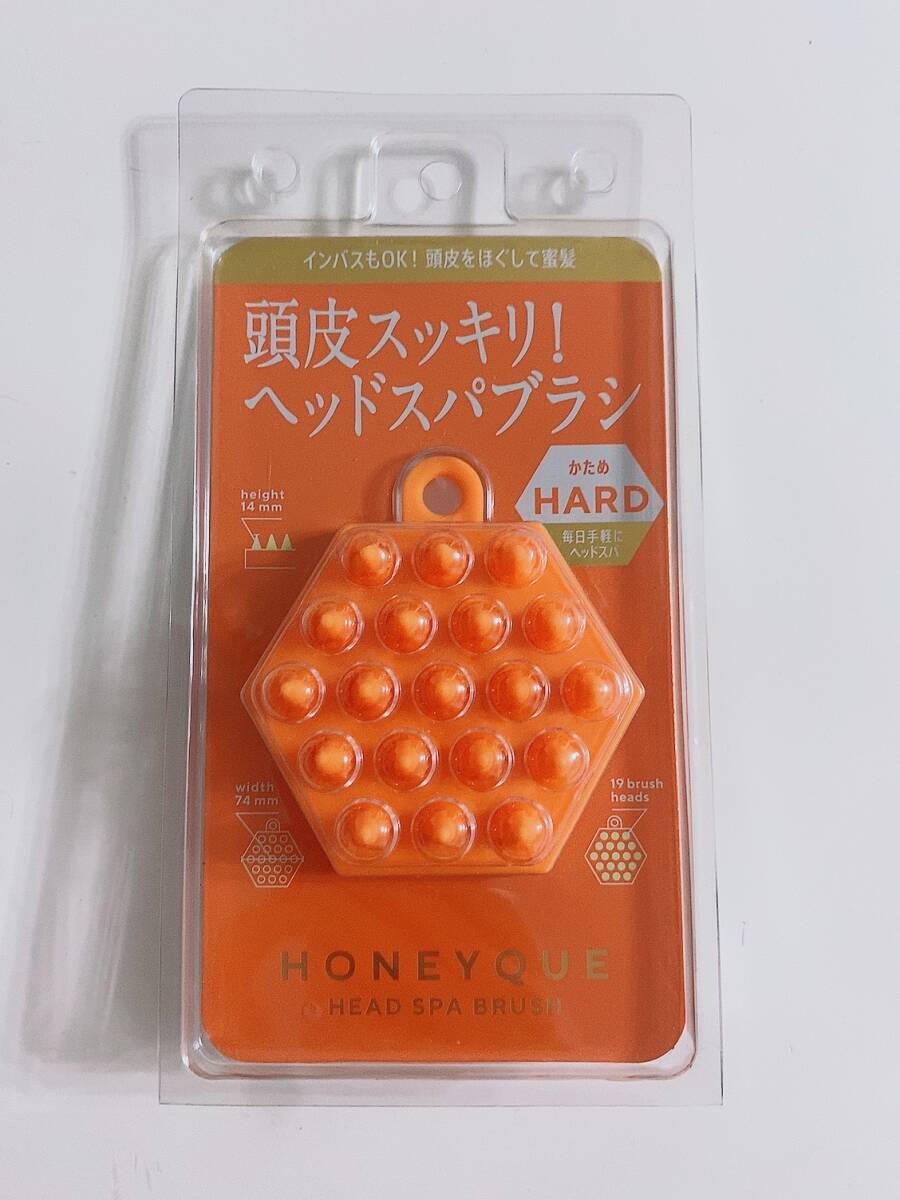 インバスもOK！頭皮をほぐして蜜髪
頭皮スッキリ！
ヘッドスパブラシ
かため
HARD
毎日手軽に
ヘッドスパ
height
14 mm
width
74 mm
19 brush
heads
HONEYQUE
HEAD SPA BRUSH